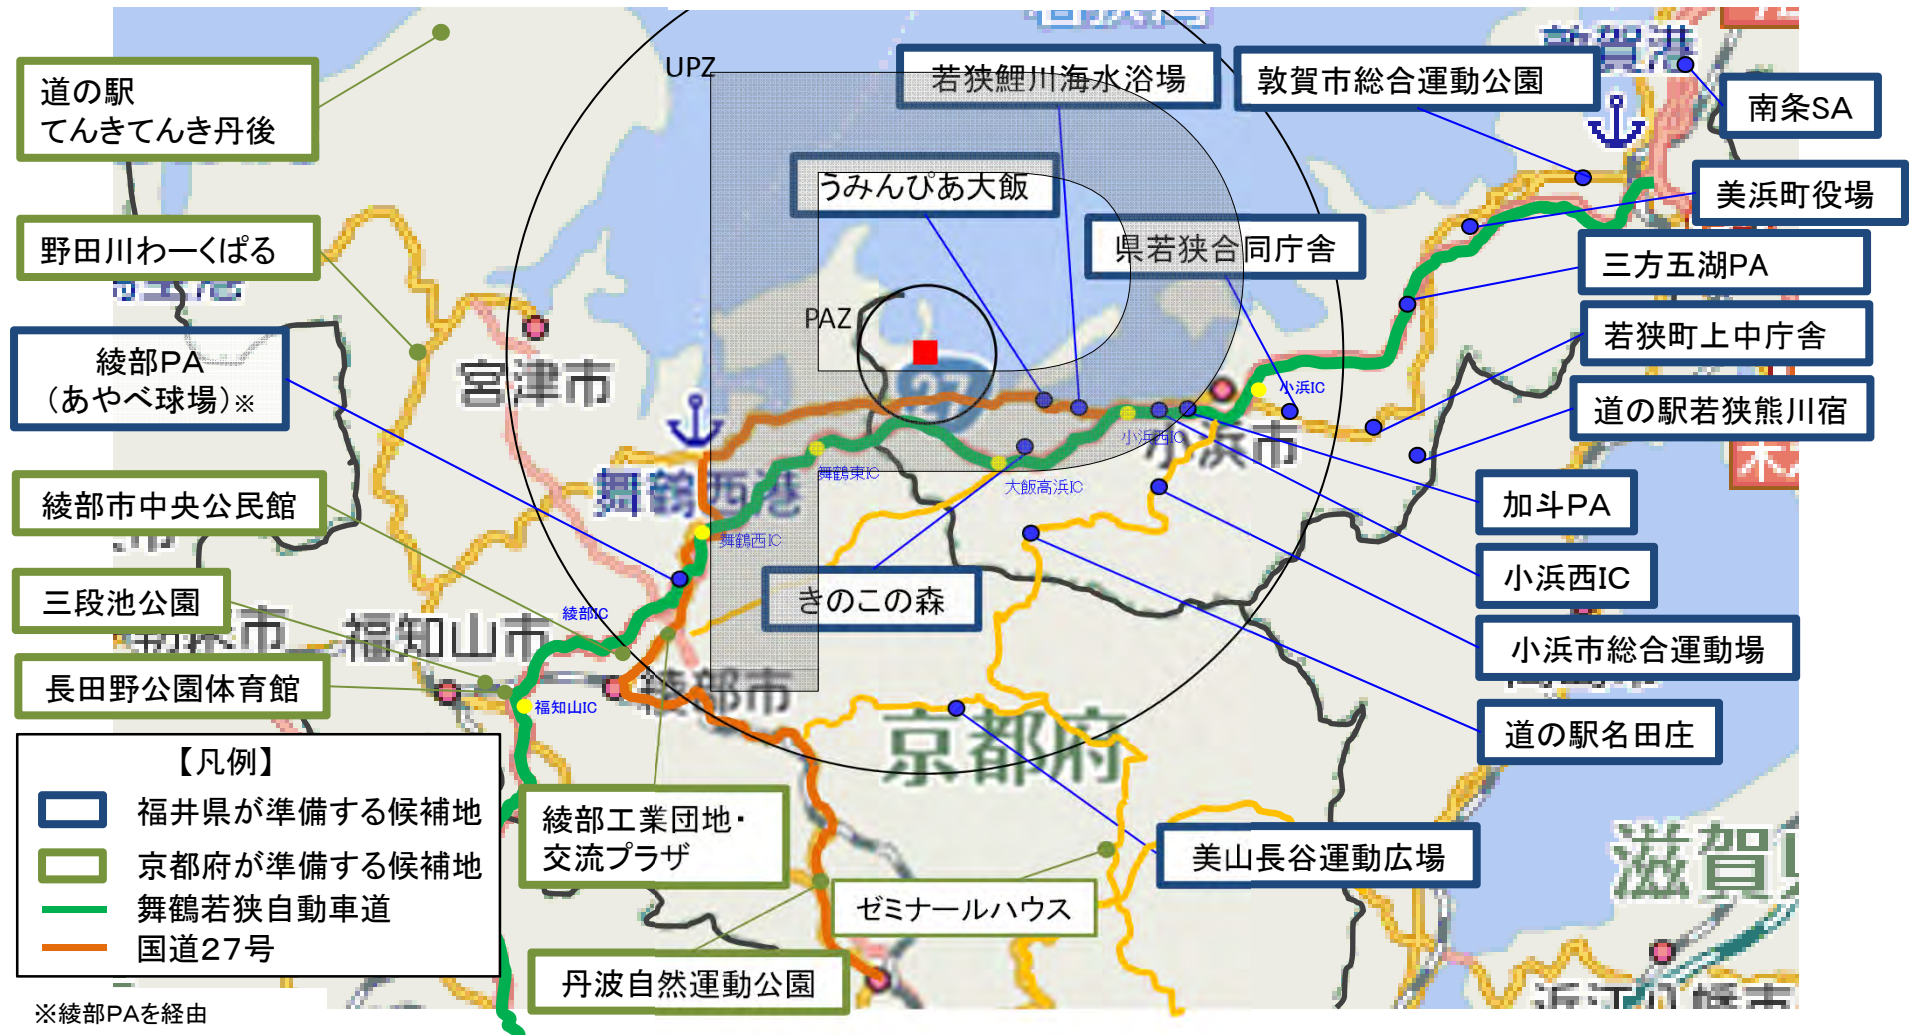 UPZ
若狭鯉川海水浴場
敦賀市総合運動公園
敦賀港
南条SA
道の駅
てんきてんき丹後
うみんぴあ大飯
美浜町役場
野田川わーくぱる
県若狭合同庁舎
三方五湖PA
PAZ
若狭町上中庁舎
綾部PA
(あやべ球場)※
宮津市
27
小浜IC
道の駅若狭熊川宿
小浜西IC
小浜市
舞鶴東IC
大飯高浜IC
舞鶴西港
綾部市中央公民館
加斗PA
舞鶴西IC
小浜西IC
三段池公園
きのこの森
綾部IC
福知山市
小浜市総合運動場
長田野公園体育館
綾部市
福知山IC
京都府
道の駅名田庄
【凡例】
福井県が準備する候補地
京都府が準備する候補地
舞鶴若狭自動車道
国道27号
綾部工業団地・
交流プラザ
美山長谷運動広場
ゼミナールハウス
丹波自然運動公園
※綾部PAを経由